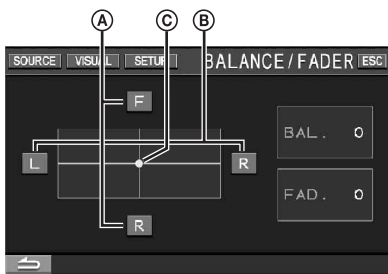 A C B
SOURCE VISUAL SETUP BALANCE/FADER ESC
F
BAL. 0
L R
FAD. 0
R